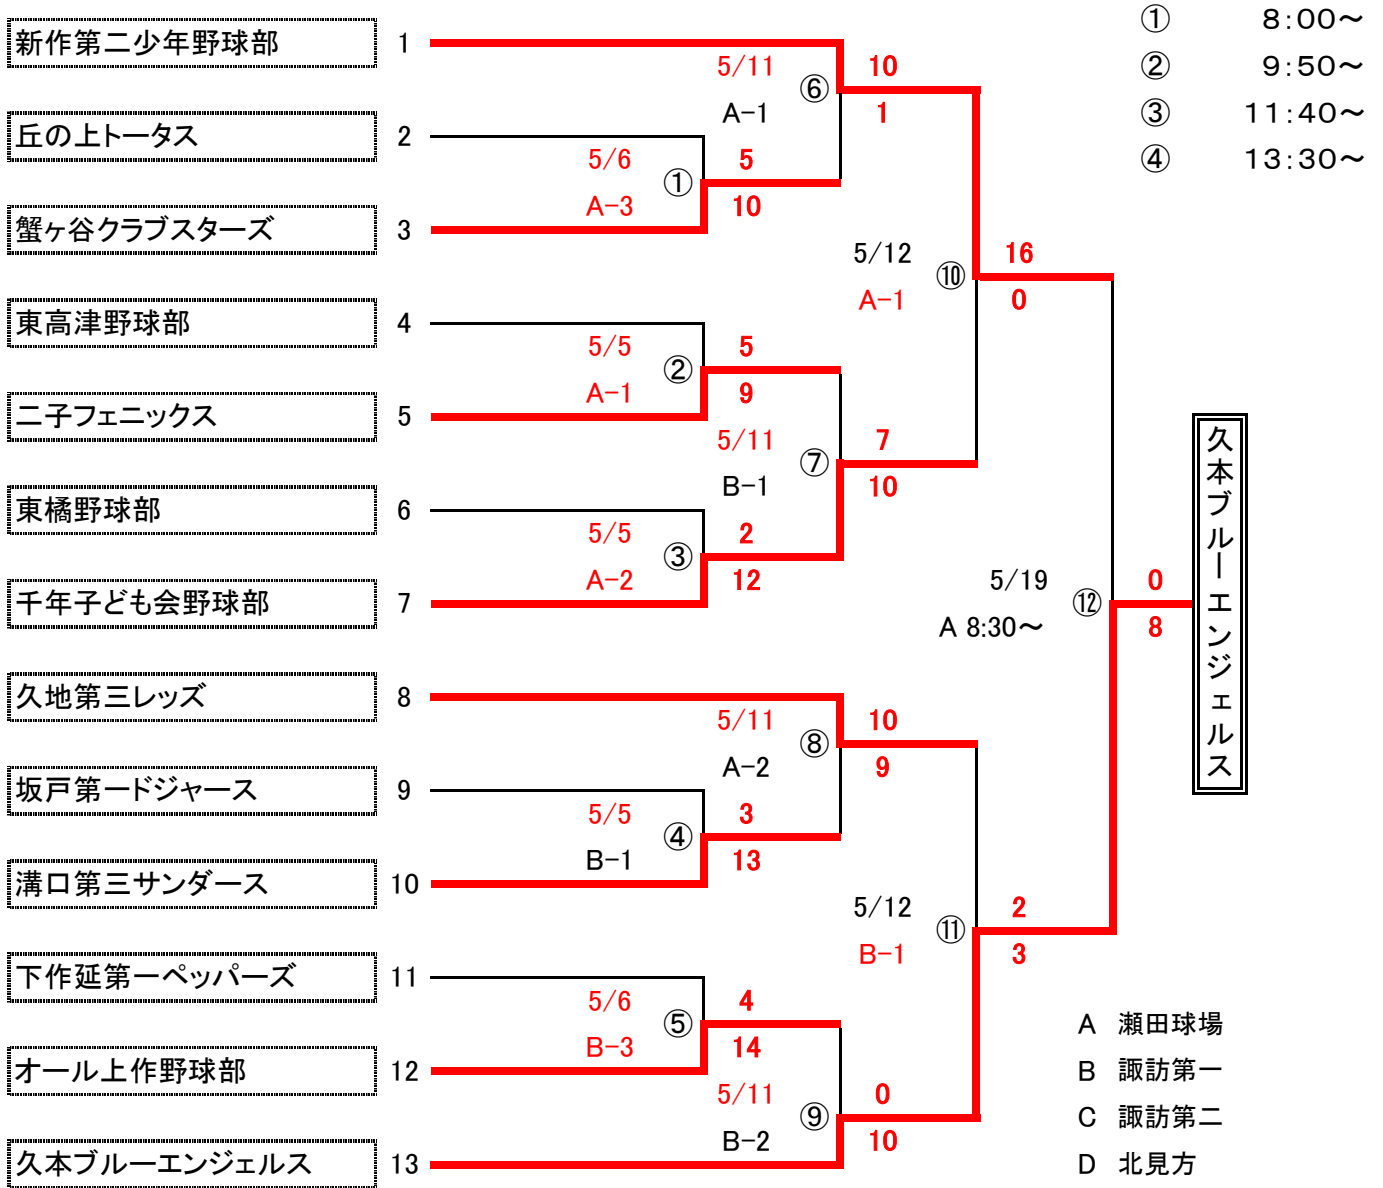 ① 8:00～
新作第二少年野球部 1
5/11 10
② 9:50～
⑥
A-1 1
③ 11:40～
丘の上トータス 2
5/6 5
④ 13:30～
①
A-3 10
蟹ヶ谷クラブスターズ 3
5/12 16
⑩
A-1 0
東高津野球部 4
5/5 5
②
A-1 9
二子フェニックス 5
5/11 7
⑦
B-1 10
東橘野球部 6
5/5 2
③
A-2 12
千年子ども会野球部 7
5/19 0
⑫
A 8:30～ 8
久本ブルーエンジェルス
久地第三レッズ 8
5/11 10
⑧
A-2 9
坂戸第一ドジャース 9
5/5 3
④
B-1 13
溝口第三サンダース 10
5/12 2
⑪
B-1 3
下作延第一ペッパーズ 11
5/6 4
⑤
B-3 14
オール上作野球部 12
5/11 0
⑨
B-2 10
久本ブルーエンジェルス 13
A 瀬田球場
B 諏訪第一
C 諏訪第二
D 北見方